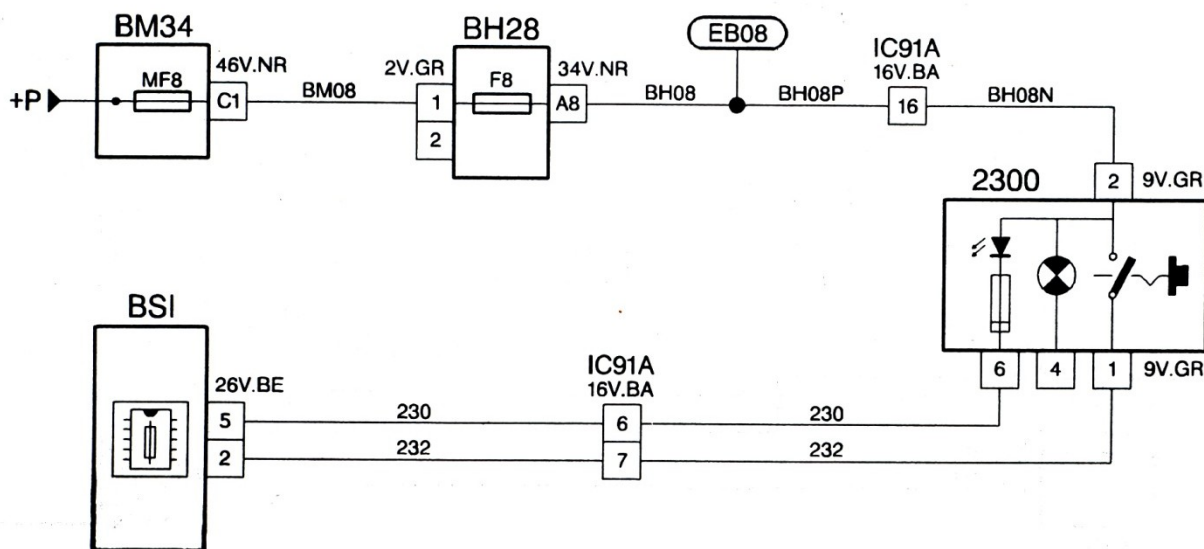 BM34
BH28
EB08
IC91A
16V.BA
46V.NR
2V.GR
34V.NR
MF8
F8
+P
C1
BM08
1
A8
BH08
BH08P
16
BH08N
2
2300
2
9V.GR
BSI
IC91A
16V.BA
6
4
1
9V.GR
26V.BE
5
230
6
230
2
232
7
232